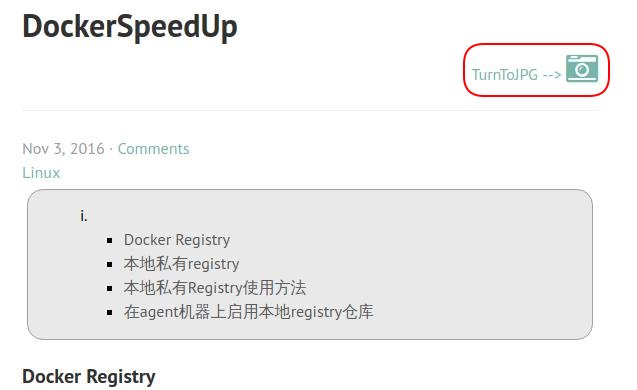 DockerSpeedUp
TurnToJPG -->
Nov 3, 2016 · Comments
Linux
i.
Docker Registry
本地私有registry
本地私有Registry使用方法
在agent机器上启用本地registry仓库
Docker Registry